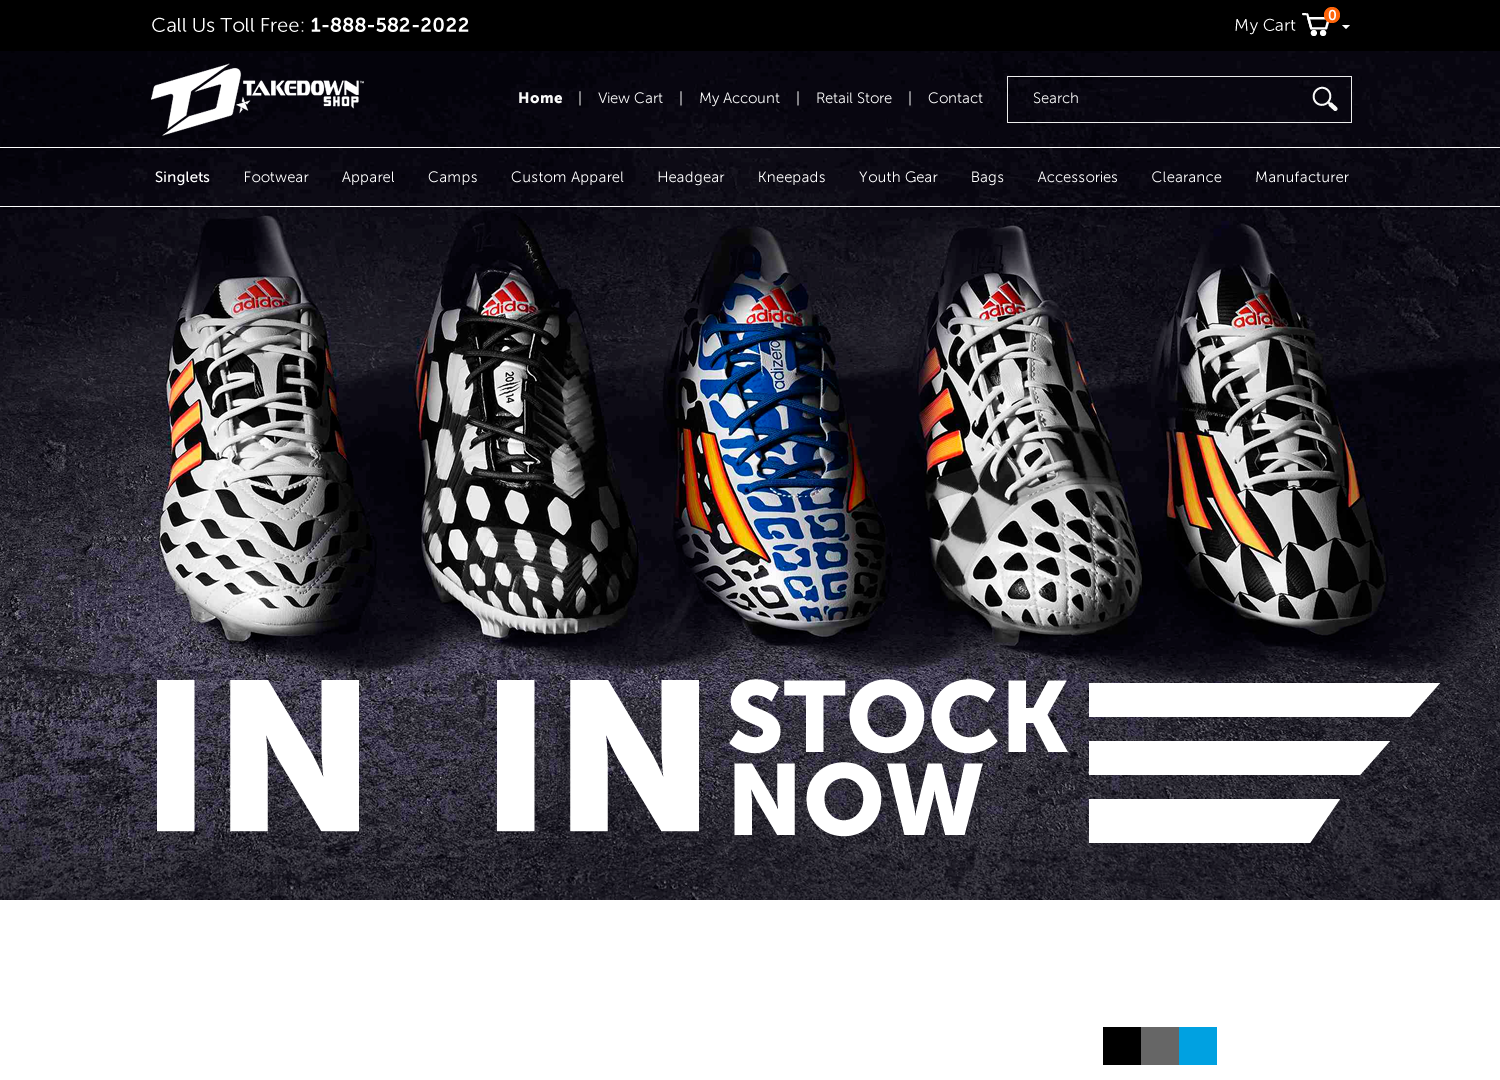 Call Us Toll Free: 1-888-582-2022
My Cart 0
TAKEDOWN™
SHOP
Home | View Cart | My Account | Retail Store | Contact
Search
Singlets Footwear Apparel Camps Custom Apparel Headgear Kneepads Youth Gear Bags Accessories Clearance Manufacturer
adidas adidas adidas adidas adidas
adizero
20///14
IN IN STOCK
NOW